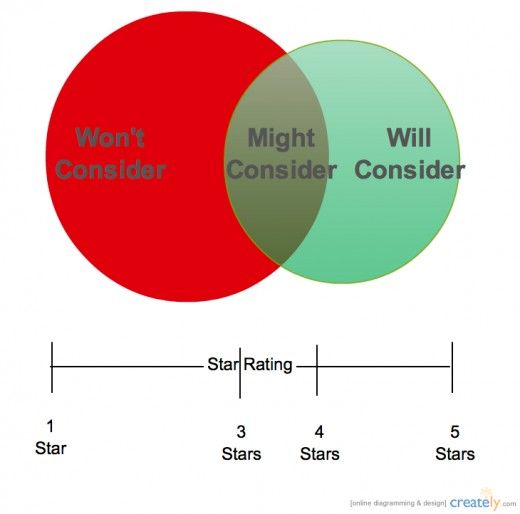 Won't
Consider
Might
Consider
Will
Consider
Star Rating
1
Star
3
Stars
4
Stars
5
Stars
[online diagramming & design] creately.com